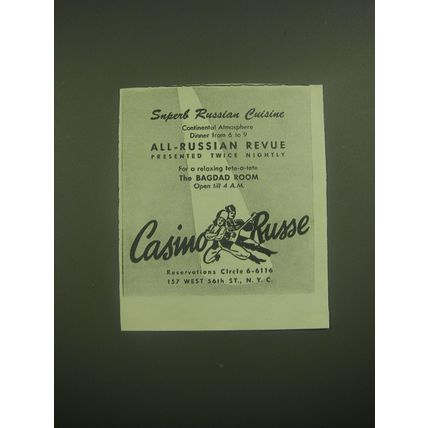 Snperb Russian Cuisine
Continental Atmosphere
Dinner from 6 to 9
ALL-RUSSIAN REVUE
PRESENTED TWICE NIGHTLY
For a relaxing tete-a-tete
The BAGDAD ROOM
Open till 4 A.M.
Casino Russe
Reservations Circle 6-6116
157 WEST 56th ST., N. Y. C.